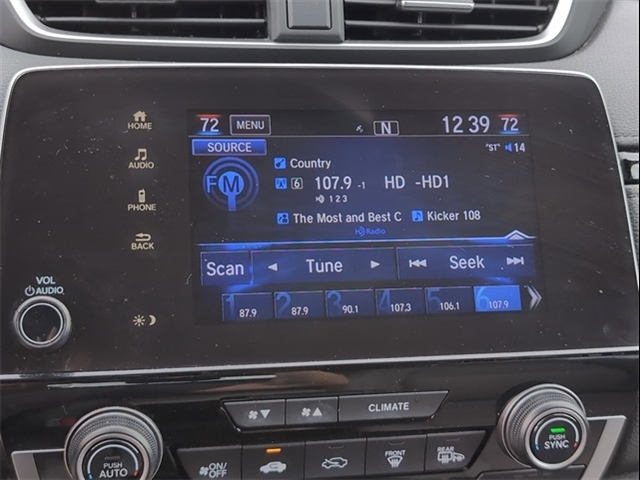 HOME
AUDIO
PHONE
BACK
VOL
AUDIO
72 MENU N 12 39 72
SOURCE "ST" 14
FM
Country
6 107.9 -1 HD -HD1
1 2 3
The Most and Best C Kicker 108
HD Radio
Scan Tune Seek
1 87.9 2 87.9 3 90.1 4 107.3 5 106.1 6 107.9
CLIMATE
PUSH AUTO
ON/OFF
FRONT
REAR
PUSH SYNC